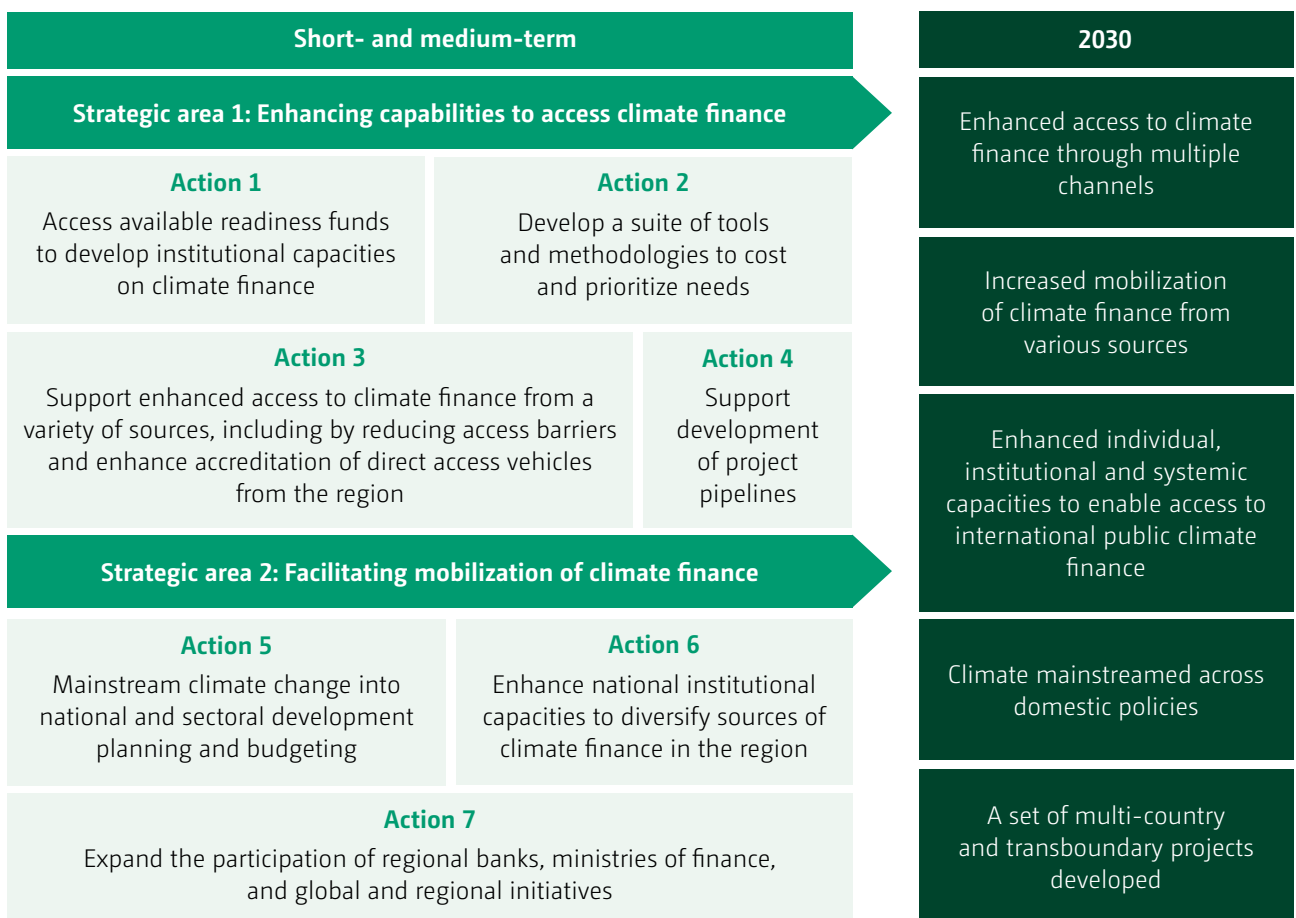 Short- and medium-term
Strategic area 1: Enhancing capabilities to access climate finance
Action 1
Access available readiness funds
to develop institutional capacities
on climate finance
Action 2
Develop a suite of tools
and methodologies to cost
and prioritize needs
Action 3
Support enhanced access to climate finance from a
variety of sources, including by reducing access barriers
and enhance accreditation of direct access vehicles
from the region
Action 4
Support
development
of project
pipelines
Strategic area 2: Facilitating mobilization of climate finance
Action 5
Mainstream climate change into
national and sectoral development
planning and budgeting
Action 6
Enhance national institutional
capacities to diversify sources of
climate finance in the region
Action 7
Expand the participation of regional banks, ministries of finance,
and global and regional initiatives
2030
Enhanced access to climate
finance through multiple
channels
Increased mobilization
of climate finance from
various sources
Enhanced individual,
institutional and systemic
capacities to enable access to
international public climate
finance
Climate mainstreamed across
domestic policies
A set of multi-country
and transboundary projects
developed